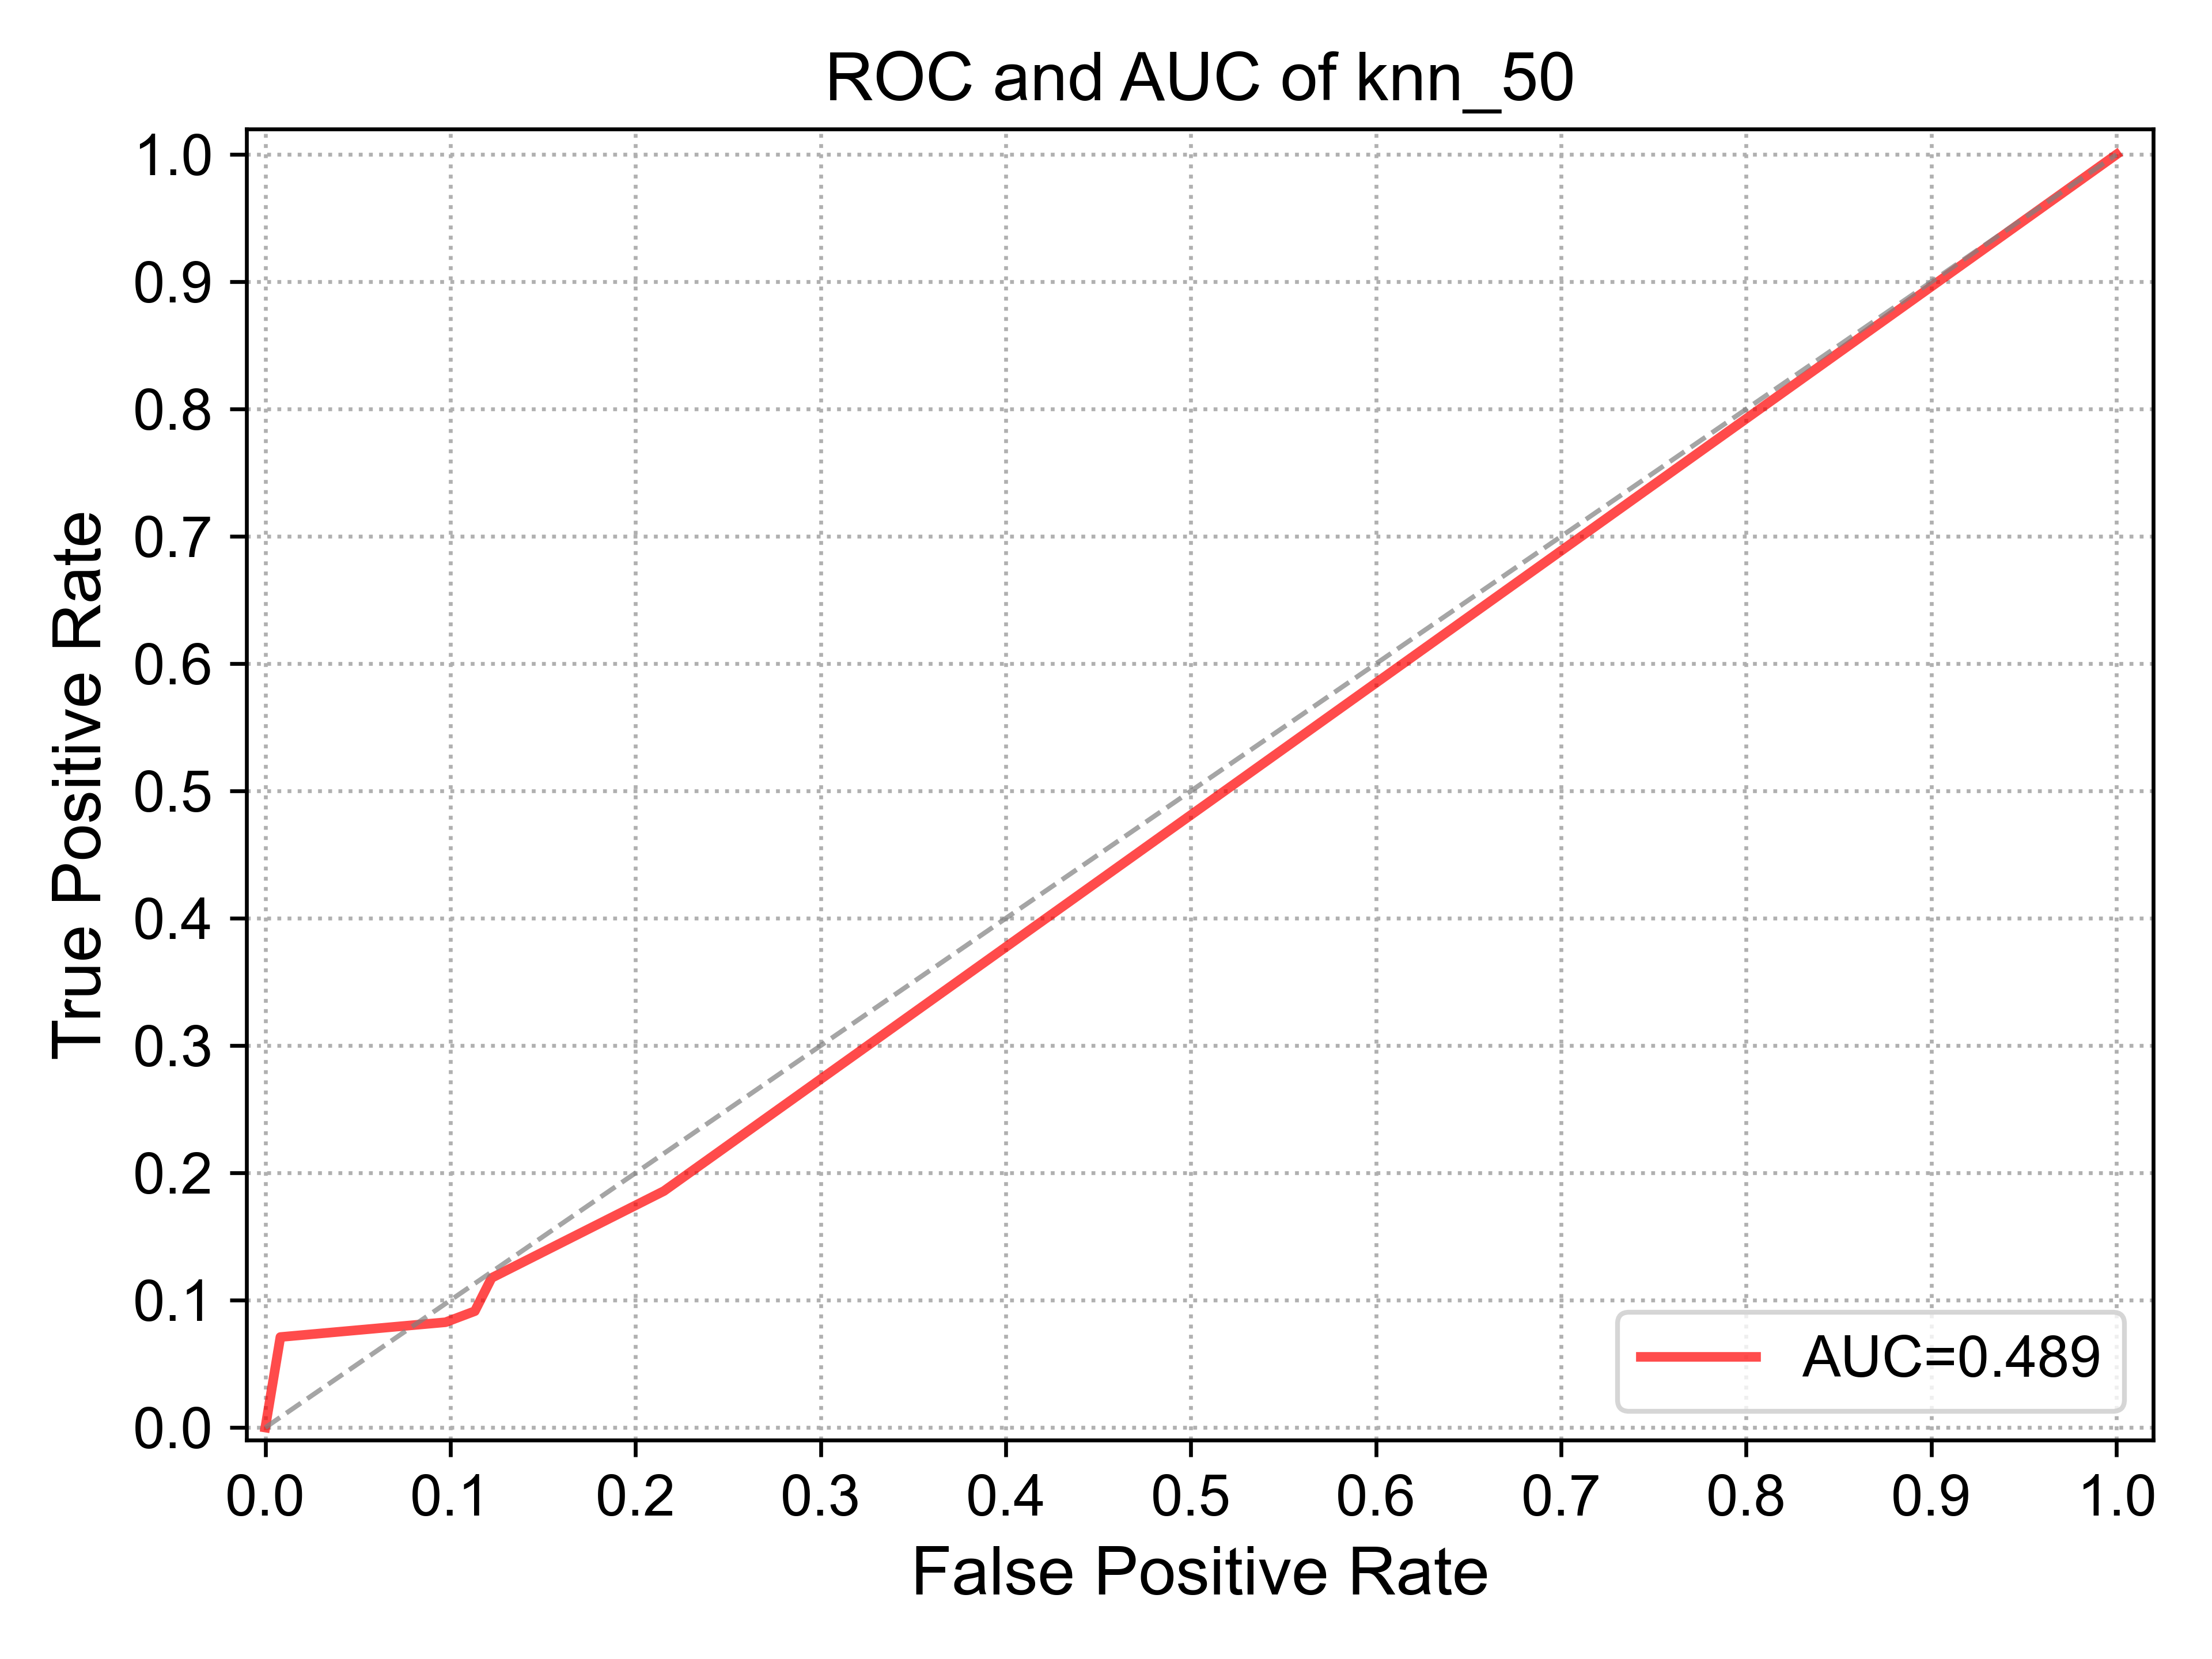 ROC and AUC of knn_50
True Positive Rate
1.0
0.9
0.8
0.7
0.6
0.5
0.4
0.3
0.2
0.1
0.0
AUC=0.489
0.0 0.1 0.2 0.3 0.4 0.5 0.6 0.7 0.8 0.9 1.0
False Positive Rate